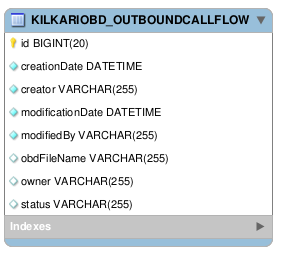 KILKARIOBD_OUTBOUNDCALLFLOW
id BIGINT(20)
creationDate DATETIME
creator VARCHAR(255)
modificationDate DATETIME
modifiedBy VARCHAR(255)
obdFileName VARCHAR(255)
owner VARCHAR(255)
status VARCHAR(255)
Indexes